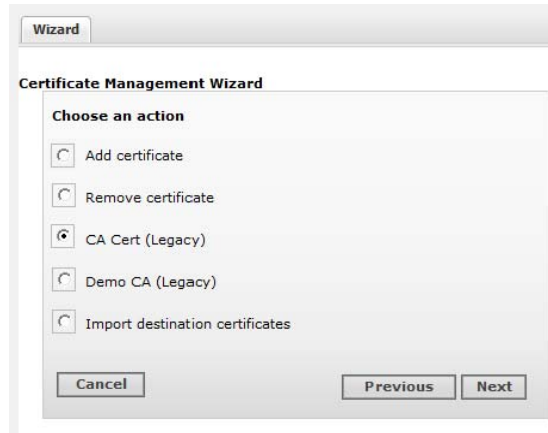 Wizard
Certificate Management Wizard
Choose an action
Add certificate
Remove certificate
CA Cert (Legacy)
Demo CA (Legacy)
Import destination certificates
Cancel Previous Next